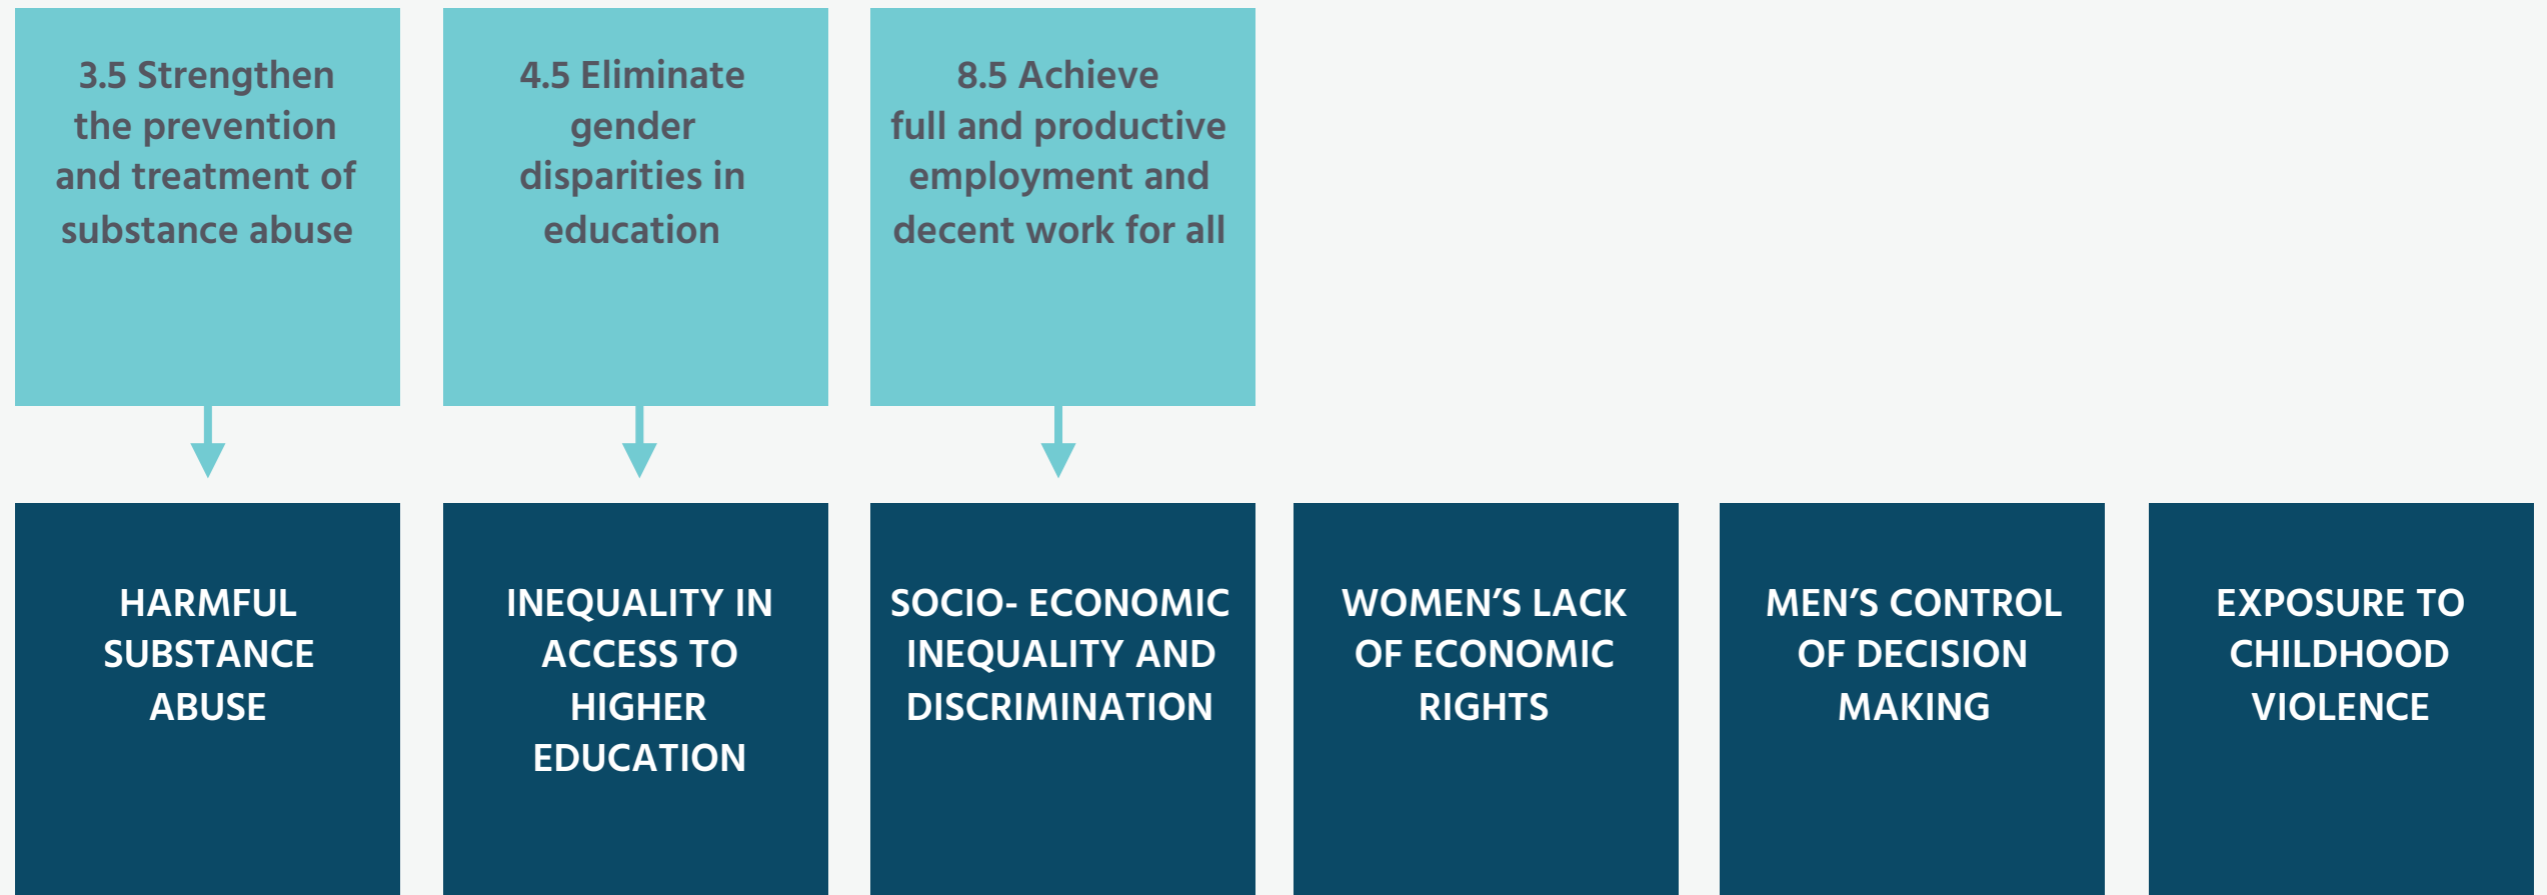 3.5 Strengthen
the prevention
and treatment of
substance abuse
4.5 Eliminate
gender
disparities in
education
8.5 Achieve
full and productive
employment and
decent work for all
HARMFUL
SUBSTANCE
ABUSE
INEQUALITY IN
ACCESS TO
HIGHER
EDUCATION
SOCIO- ECONOMIC
INEQUALITY AND
DISCRIMINATION
WOMEN’S LACK
OF ECONOMIC
RIGHTS
MEN’S CONTROL
OF DECISION
MAKING
EXPOSURE TO
CHILDHOOD
VIOLENCE